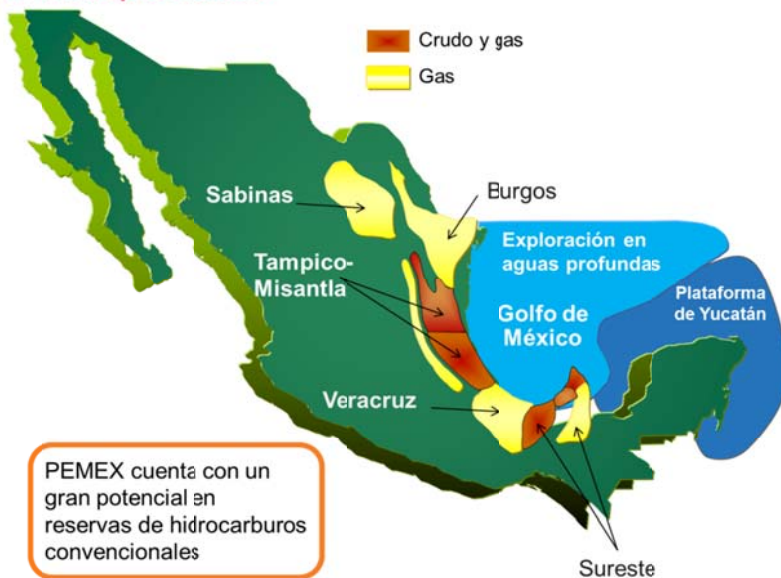 Crudo y gas
Gas
Sabinas
Burgos
Exploración en
aguas profundas
Tampico-
Misantla
Plataforma
de Yucatán
Golfo de
México
Veracruz
PEMEX cuenta con un
gran potencial en
reservas de hidrocarburos
convencionales
Sureste